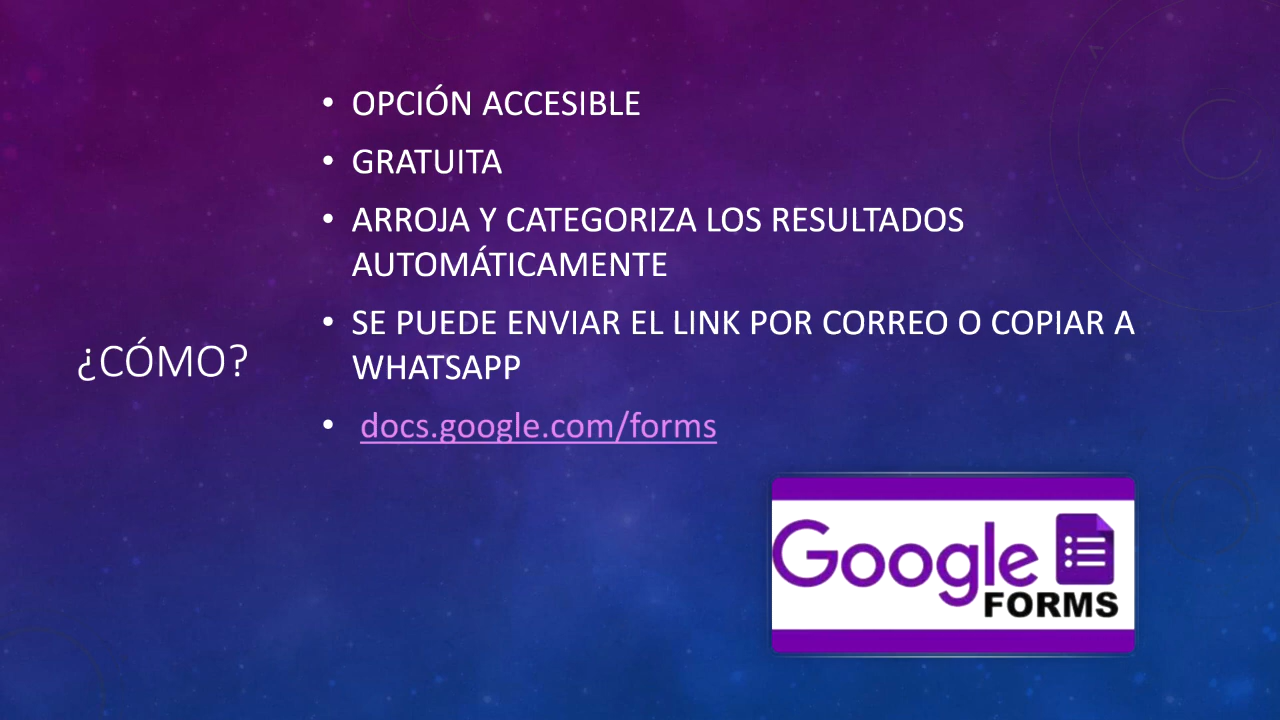 ¿CÓMO?
• OPCIÓN ACCESIBLE
• GRATUITA
• ARROJA Y CATEGORIZA LOS RESULTADOS
AUTOMÁTICAMENTE
• SE PUEDE ENVIAR EL LINK POR CORREO O COPIAR A
WHATSAPP
• docs.google.com/forms
Google
FORMS